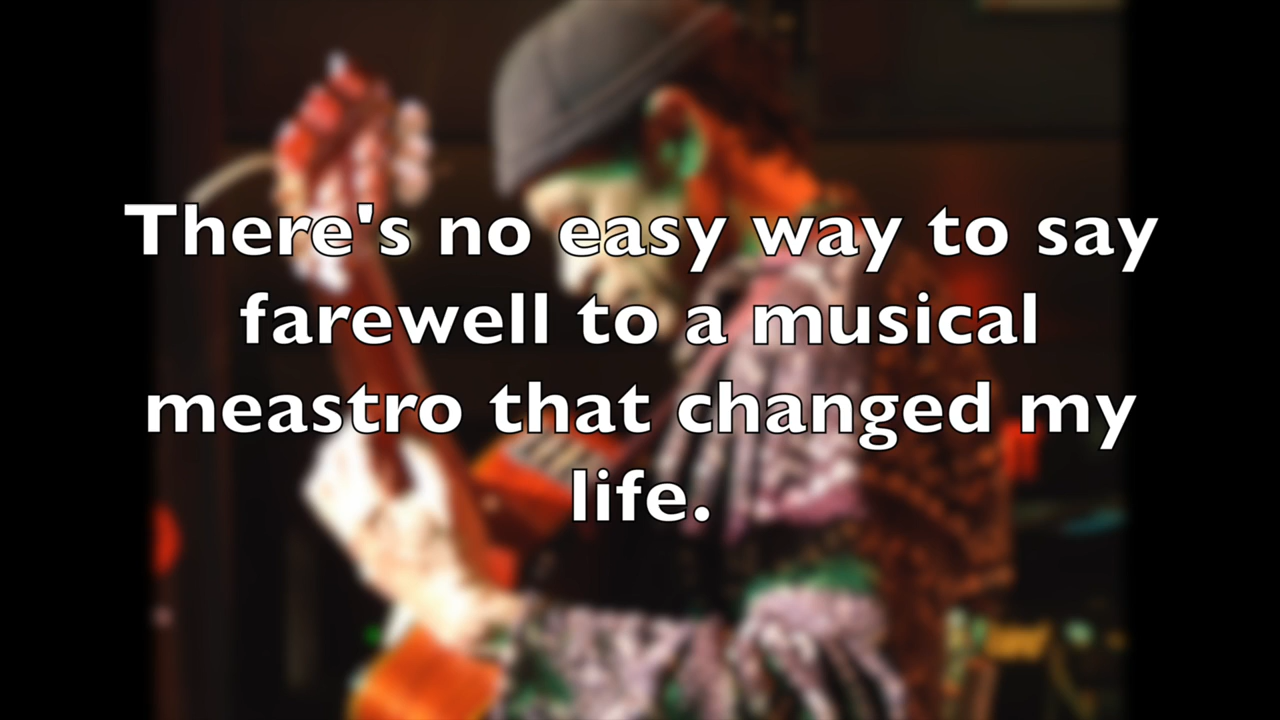 There's no easy way to say
farewell to a musical
meastro that changed my
life.